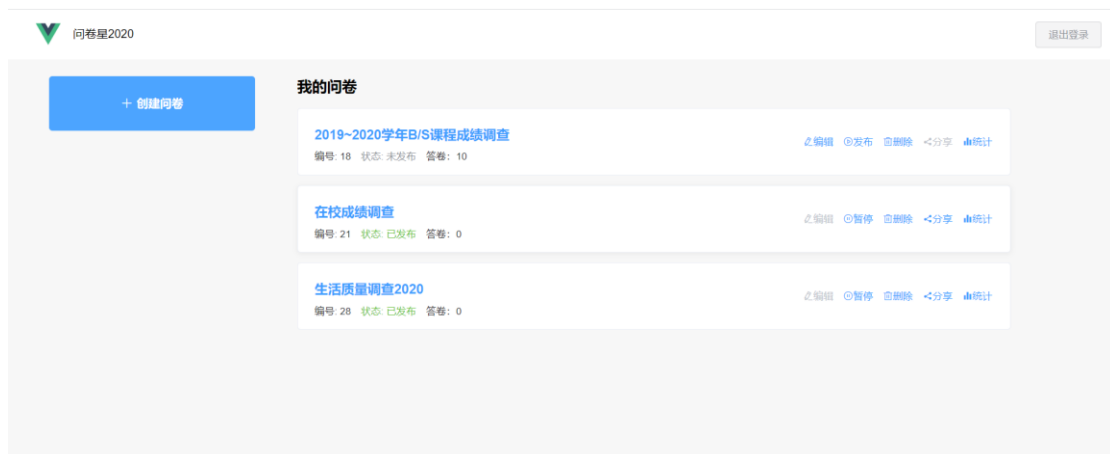 问卷星2020
退出登录
+ 创建问卷
我的问卷
2019~2020学年B/S课程成绩调查
编辑 发布 删除 分享 统计
编号: 18 状态: 未发布 答卷: 10
在校成绩调查
编辑 暂停 删除 分享 统计
编号: 21 状态: 已发布 答卷: 0
生活质量调查2020
编辑 暂停 删除 分享 统计
编号: 28 状态: 已发布 答卷: 0